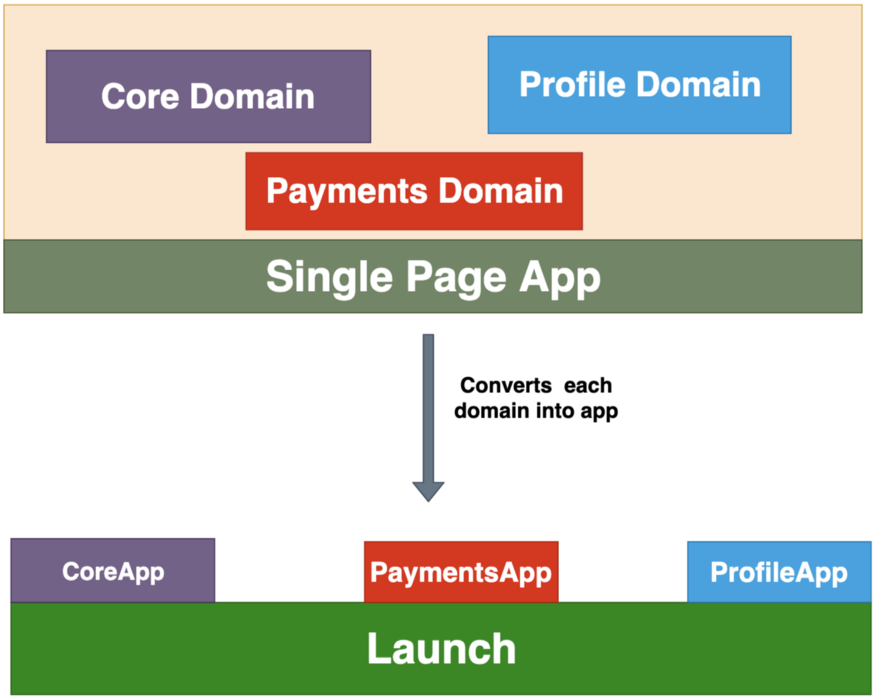 Core Domain
Profile Domain
Payments Domain
Single Page App
Converts each
domain into app
CoreApp
PaymentsApp
ProfileApp
Launch